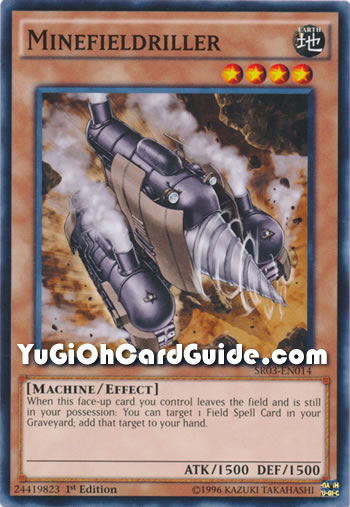 MINEFIELDRILLER
EARTH
地
YuGiOhCardGuide.com
SR03-EN014
[MACHINE/EFFECT]
When this face-up card you control leaves the field and is still
in your possession: You can target 1 Field Spell Card in your
Graveyard; add that target to your hand.
ATK/1500 DEF/1500
24419823 1st Edition ©1996 KAZUKI TAKAHASHI